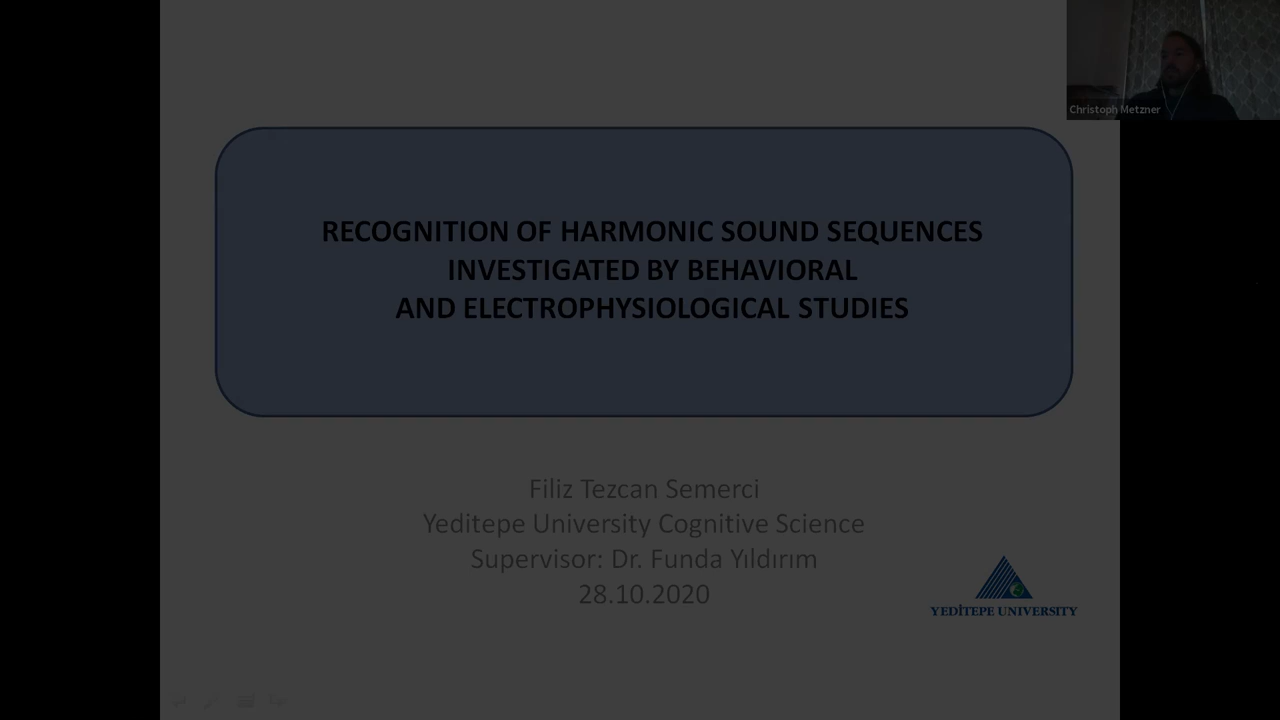 Christoph Metzner
RECOGNITION OF HARMONIC SOUND SEQUENCES
INVESTIGATED BY BEHAVIORAL
AND ELECTROPHYSIOLOGICAL STUDIES
Filiz Tezcan Semerci
Yeditepe University Cognitive Science
Supervisor: Dr. Funda Yıldırım
28.10.2020
YEDİTEPE UNIVERSITY